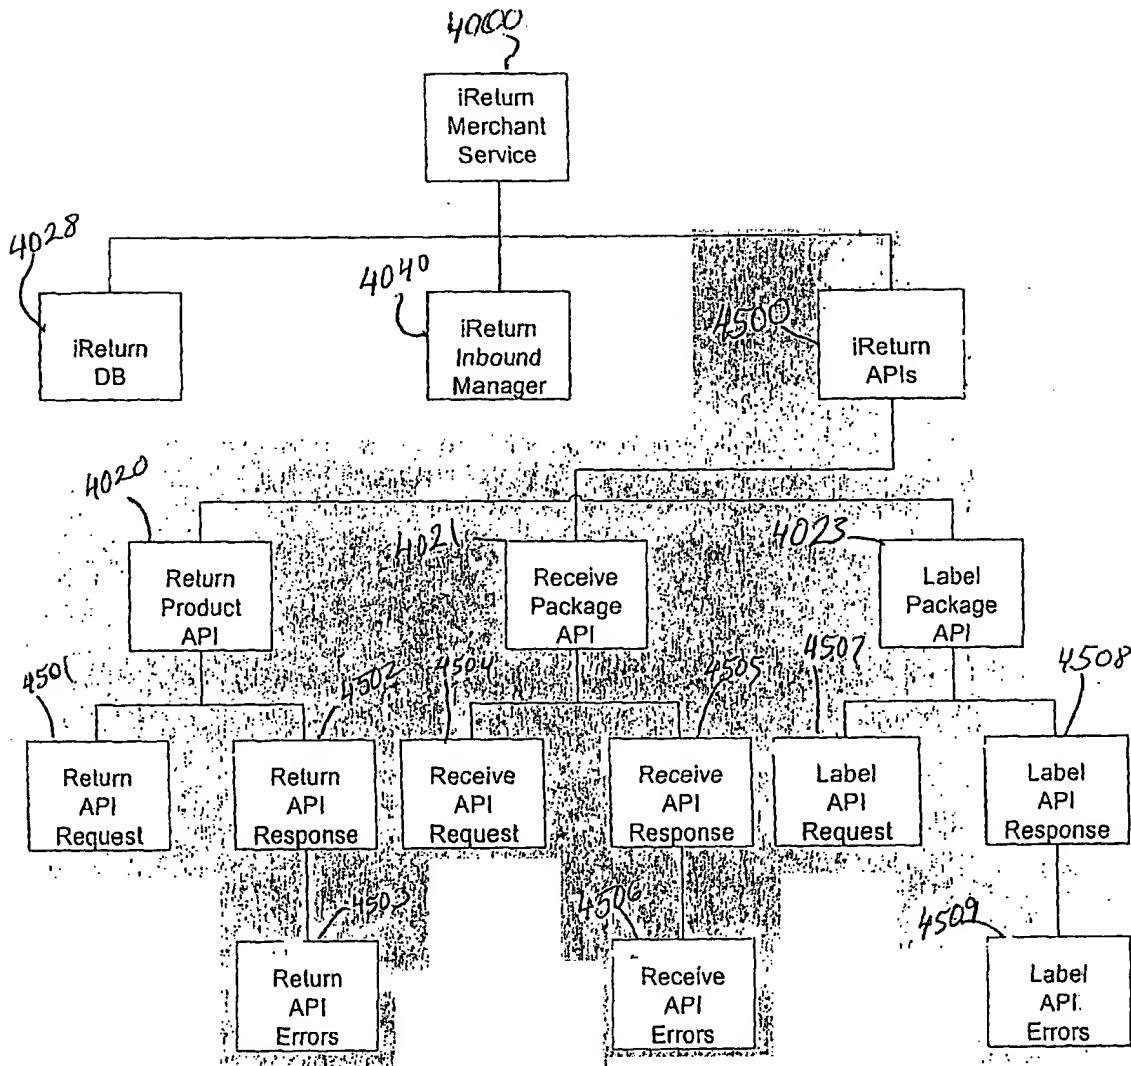 4000
iReturn
Merchant
Service
4028
4040
4500
iReturn
DB
iReturn
Inbound
Manager
iReturn
APIs
4020
4021
4023
Return
Product
API
Receive
Package
API
Label
Package
API
4501
4502
4504
4505
4507
4508
Return
API
Request
Return
API
Response
Receive
API
Request
Receive
API
Response
Label
API
Request
Label
API
Response
4503
4506
4509
Return
API
Errors
Receive
API
Errors
Label
API
Errors